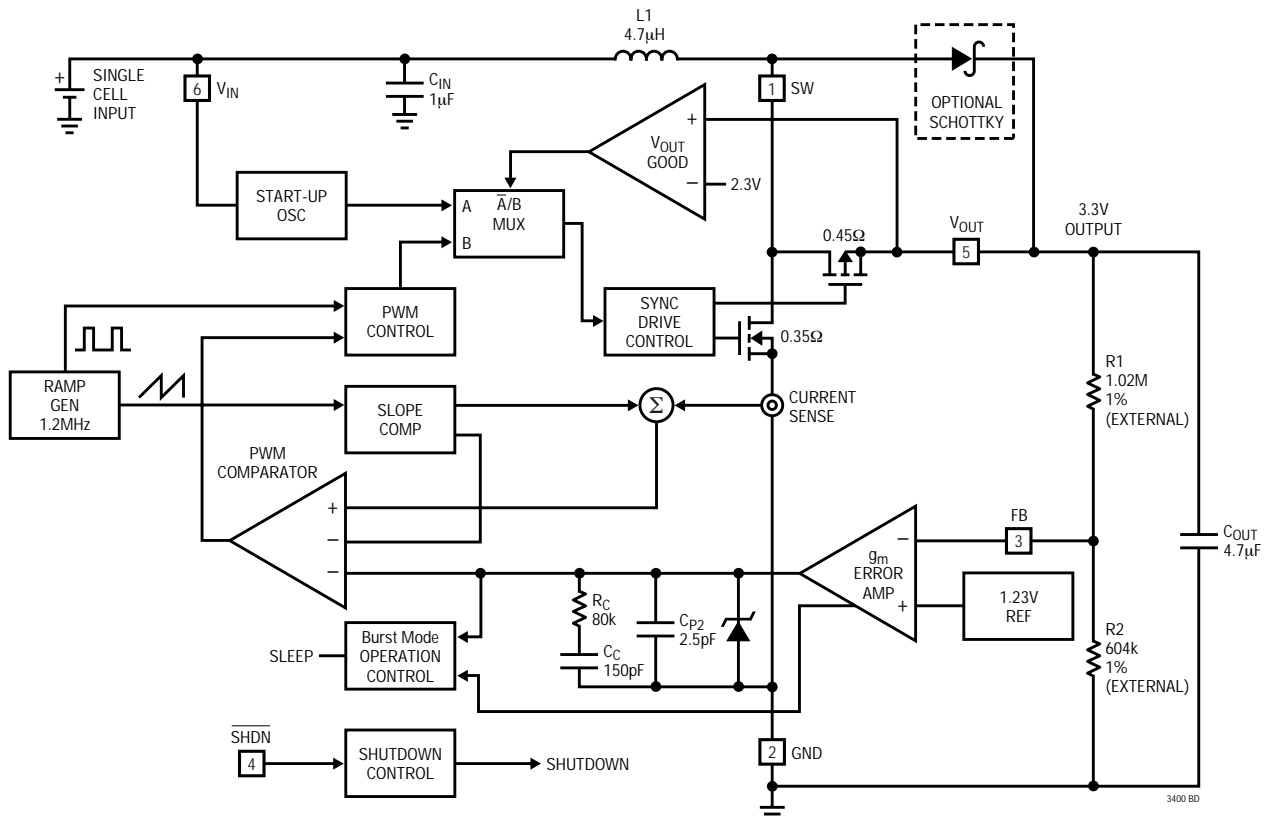 L1
4.7µH
+
SINGLE
CELL
INPUT
6
VIN
CIN
1µF
1
SW
OPTIONAL
SCHOTTKY
+
VOUT
GOOD
−
2.3V
START-UP
OSC
A
A̅/B
MUX
B
3.3V
OUTPUT
VOUT
5
0.45Ω
PWM
CONTROL
SYNC
DRIVE
CONTROL
0.35Ω
RAMP
GEN
1.2MHz
SLOPE
COMP
Σ
CURRENT
SENSE
R1
1.02M
1%
(EXTERNAL)
PWM
COMPARATOR
+
−
−
FB
3
−
gm
ERROR
AMP
+
1.23V
REF
COUT
4.7µF
RC
80k
CC
150pF
CP2
2.5pF
R2
604k
1%
(EXTERNAL)
SLEEP
Burst Mode
OPERATION
CONTROL
S̅H̅D̅N̅
4
SHUTDOWN
CONTROL
SHUTDOWN
2
GND
3400 BD